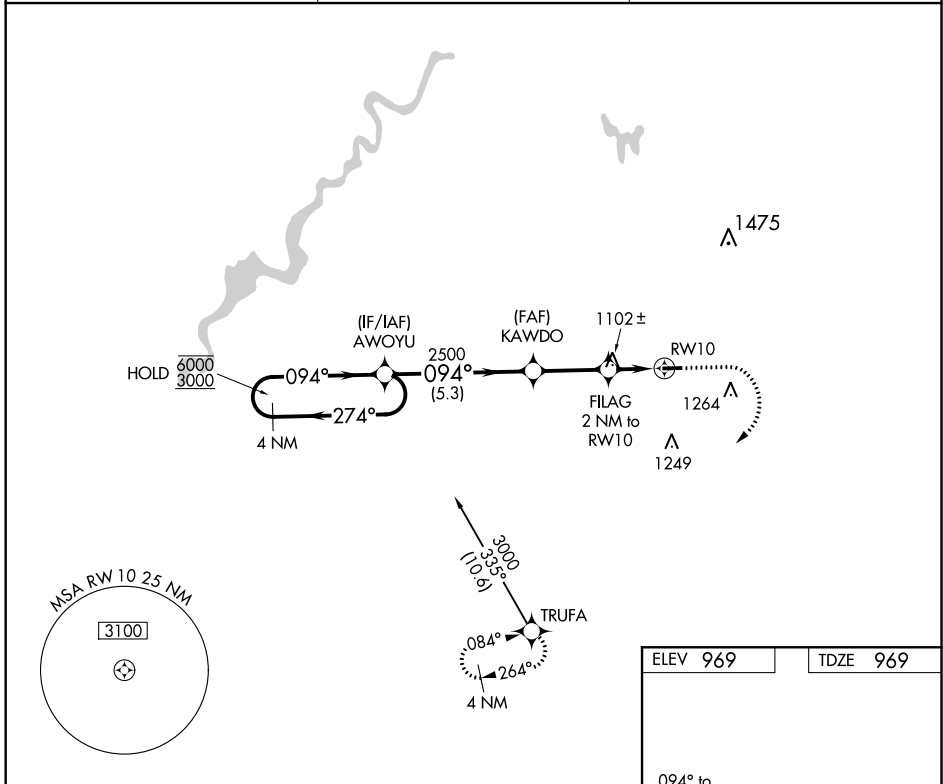 1475
(IF/IAF)
AWOYU
(FAF)
KAWDO
1102±
RW10
HOLD
6000
3000
094°
2500
094°
(5.3)
274°
4 NM
FILAG
2 NM to
RW10
1264
1249
3000
335°
(10.6)
TRUFA
084°
264°
4 NM
MSA RW 10 25 NM
3100
ELEV 969
TDZE 969
094° to